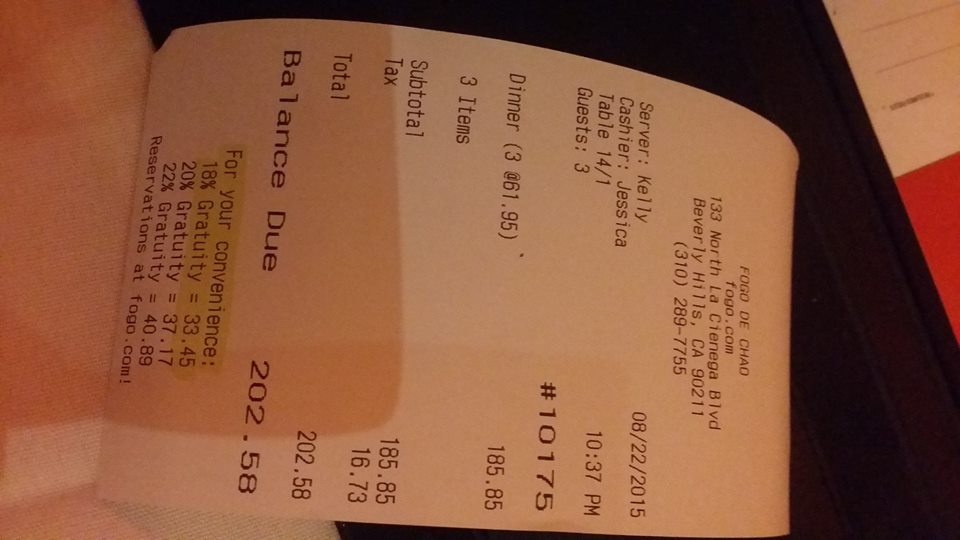 FOGO DE CHAO
fogo.com
133 North La Cienega Blvd
Beverly Hills, CA 90211
(310) 289-7755
Server: Kelly 08/22/2015
Cashier: Jessica
Table 14/1 10:37 PM
Guests: 3
#10175
Dinner (3 @61.95) 185.85
3 Items
Subtotal 185.85
Tax 16.73
Total 202.58
Balance Due 202.58
For your convenience:
18% Gratuity = 33.45
20% Gratuity = 37.17
22% Gratuity = 40.89
Reservations at fogo.com!